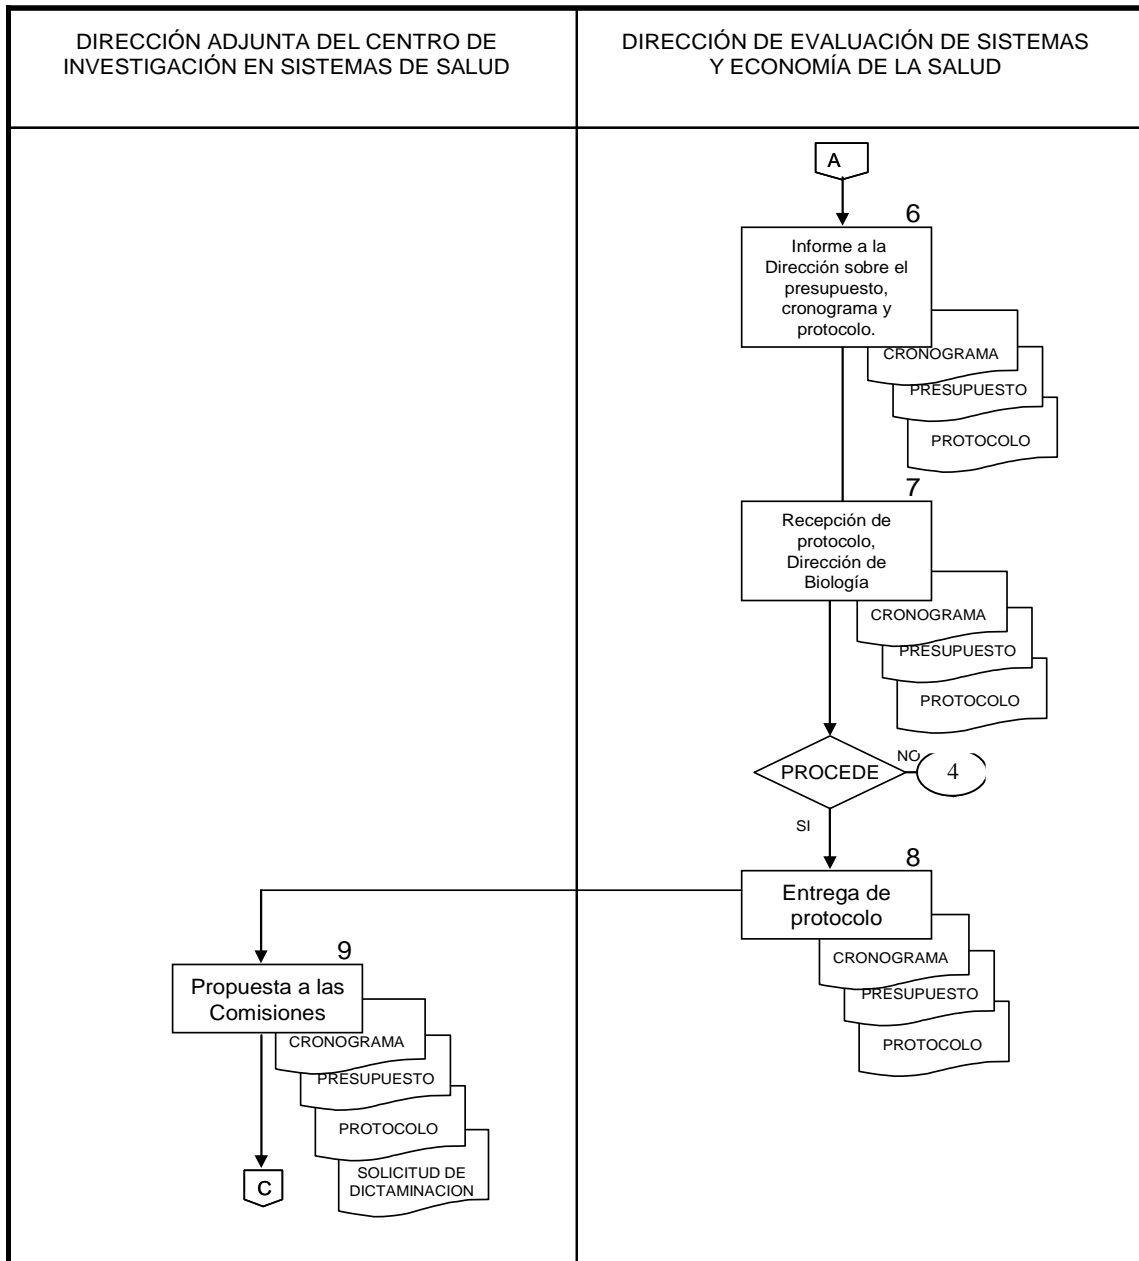 DIRECCIÓN ADJUNTA DEL CENTRO DE
INVESTIGACIÓN EN SISTEMAS DE SALUD
DIRECCIÓN DE EVALUACIÓN DE SISTEMAS
Y ECONOMÍA DE LA SALUD
A
6
Informe a la
Dirección sobre el
presupuesto,
cronograma y
protocolo.
CRONOGRAMA
PRESUPUESTO
PROTOCOLO
7
Recepción de
protocolo,
Dirección de
Biología
CRONOGRAMA
PRESUPUESTO
PROTOCOLO
PROCEDE
NO
4
SI
8
Entrega de
protocolo
CRONOGRAMA
PRESUPUESTO
PROTOCOLO
9
Propuesta a las
Comisiones
CRONOGRAMA
PRESUPUESTO
PROTOCOLO
SOLICITUD DE
DICTAMINACION
C